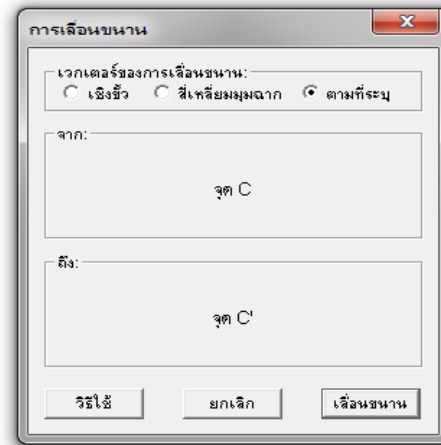 การเลื่อนขนาน
เวกเตอร์ของการเลื่อนขนาน:
เชิงขั้ว สี่เหลี่ยมมุมฉาก ตามที่ระบุ
จาก:
จุด C
ถึง:
จุด C'
วิธีใช้ ยกเลิก เลื่อนขนาน